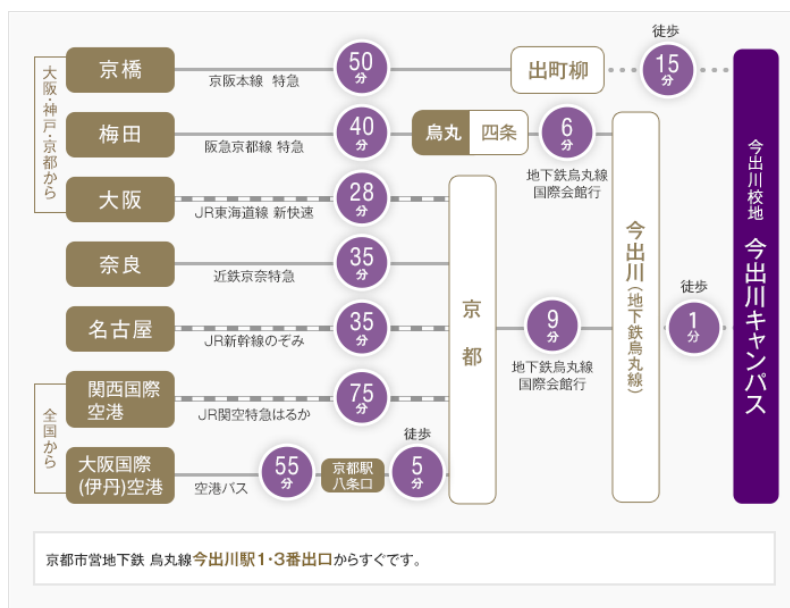 大阪・神戸・京都から
京橋
京阪本線 特急
50分
出町柳
徒歩
15分
梅田
阪急京都線 特急
40分
烏丸 四条
6分
地下鉄烏丸線
国際会館行
大阪
JR東海道線 新快速
28分
奈良
近鉄京奈特急
35分
名古屋
JR新幹線のぞみ
35分
全国から
関西国際
空港
JR関空特急はるか
75分
大阪国際
(伊丹)空港
空港バス
55分
京都駅
八条口
徒歩
5分
京都
9分
地下鉄烏丸線
国際会館行
今出川(地下鉄烏丸線)
徒歩
1分
今出川校地 今出川キャンパス
京都市営地下鉄 烏丸線今出川駅1・3番出口からすぐです。